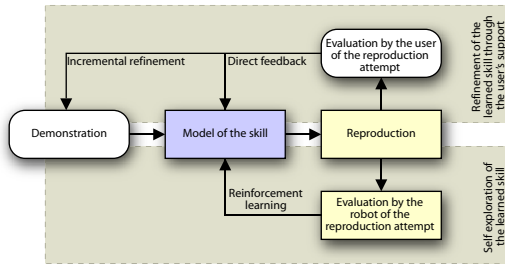 Evaluation by the user
of the reproduction
attempt
Incremental refinement
Direct feedback
Refinement of the
learned skill through
the user's support
Demonstration
Model of the skill
Reproduction
Reinforcement
learning
Evaluation by the
robot of the
reproduction attempt
Self exploration of
the learned skill